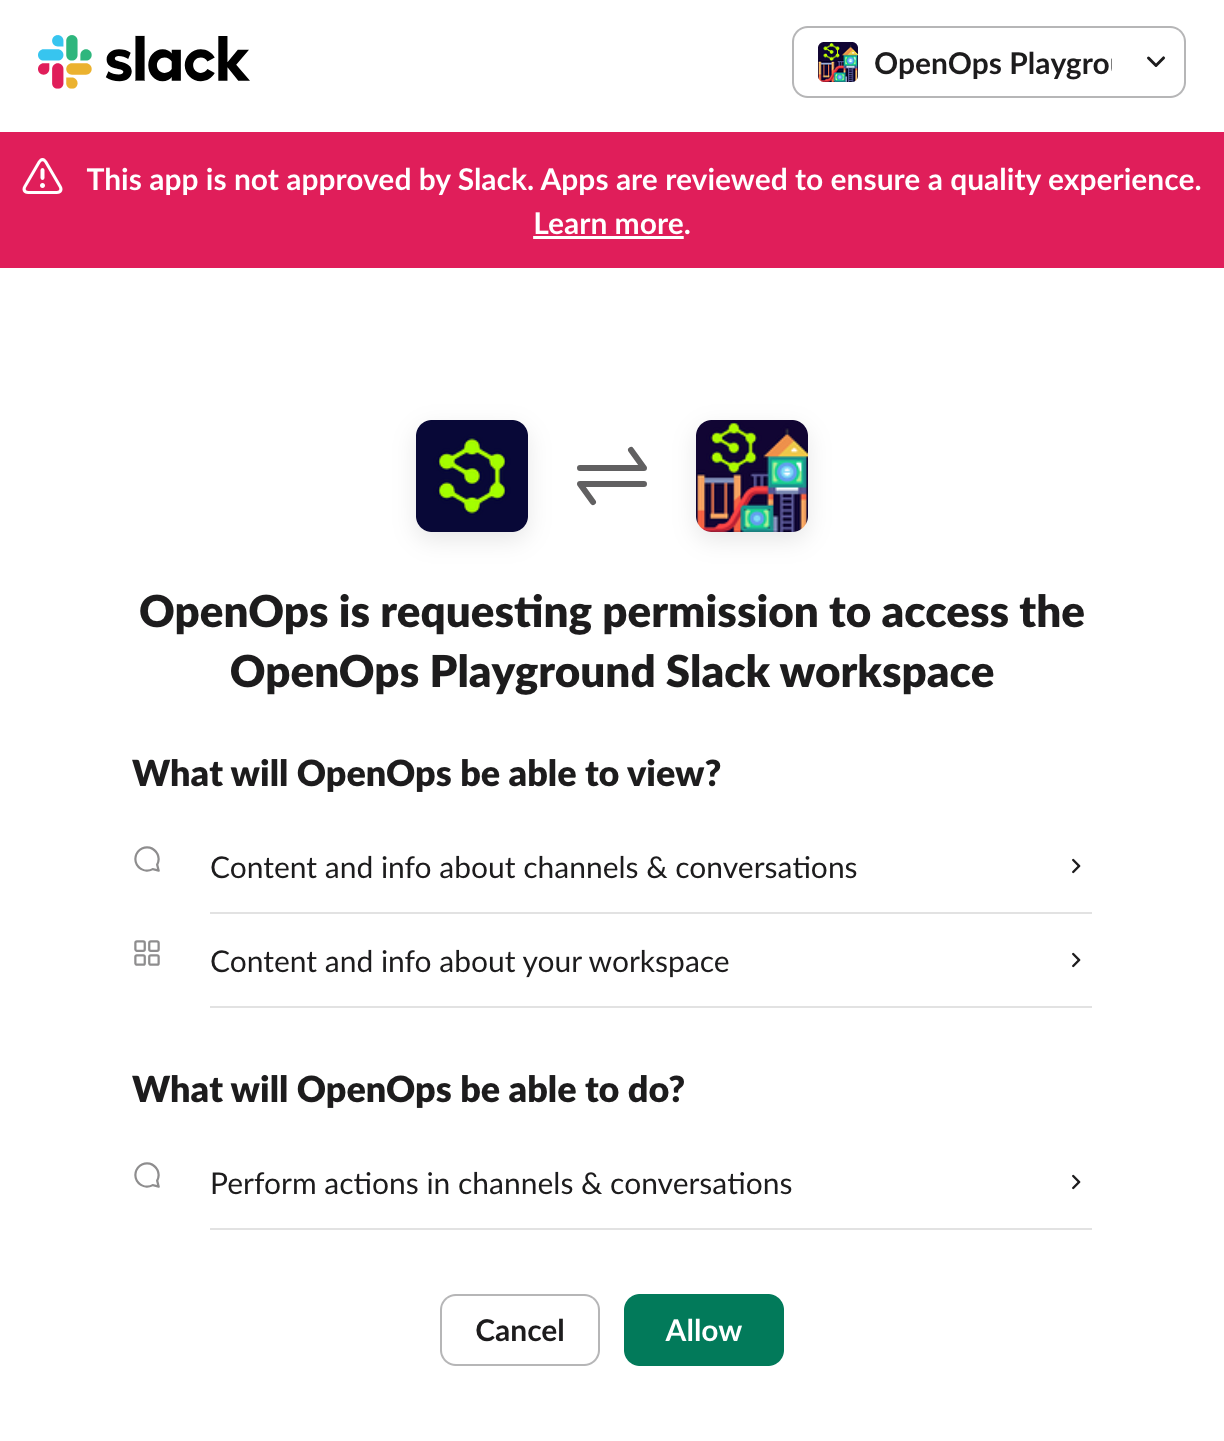 slack
OpenOps Playgro
This app is not approved by Slack. Apps are reviewed to ensure a quality experience.
Learn more.
OpenOps is requesting permission to access the
OpenOps Playground Slack workspace
What will OpenOps be able to view?
Content and info about channels & conversations
Content and info about your workspace
What will OpenOps be able to do?
Perform actions in channels & conversations
Cancel
Allow